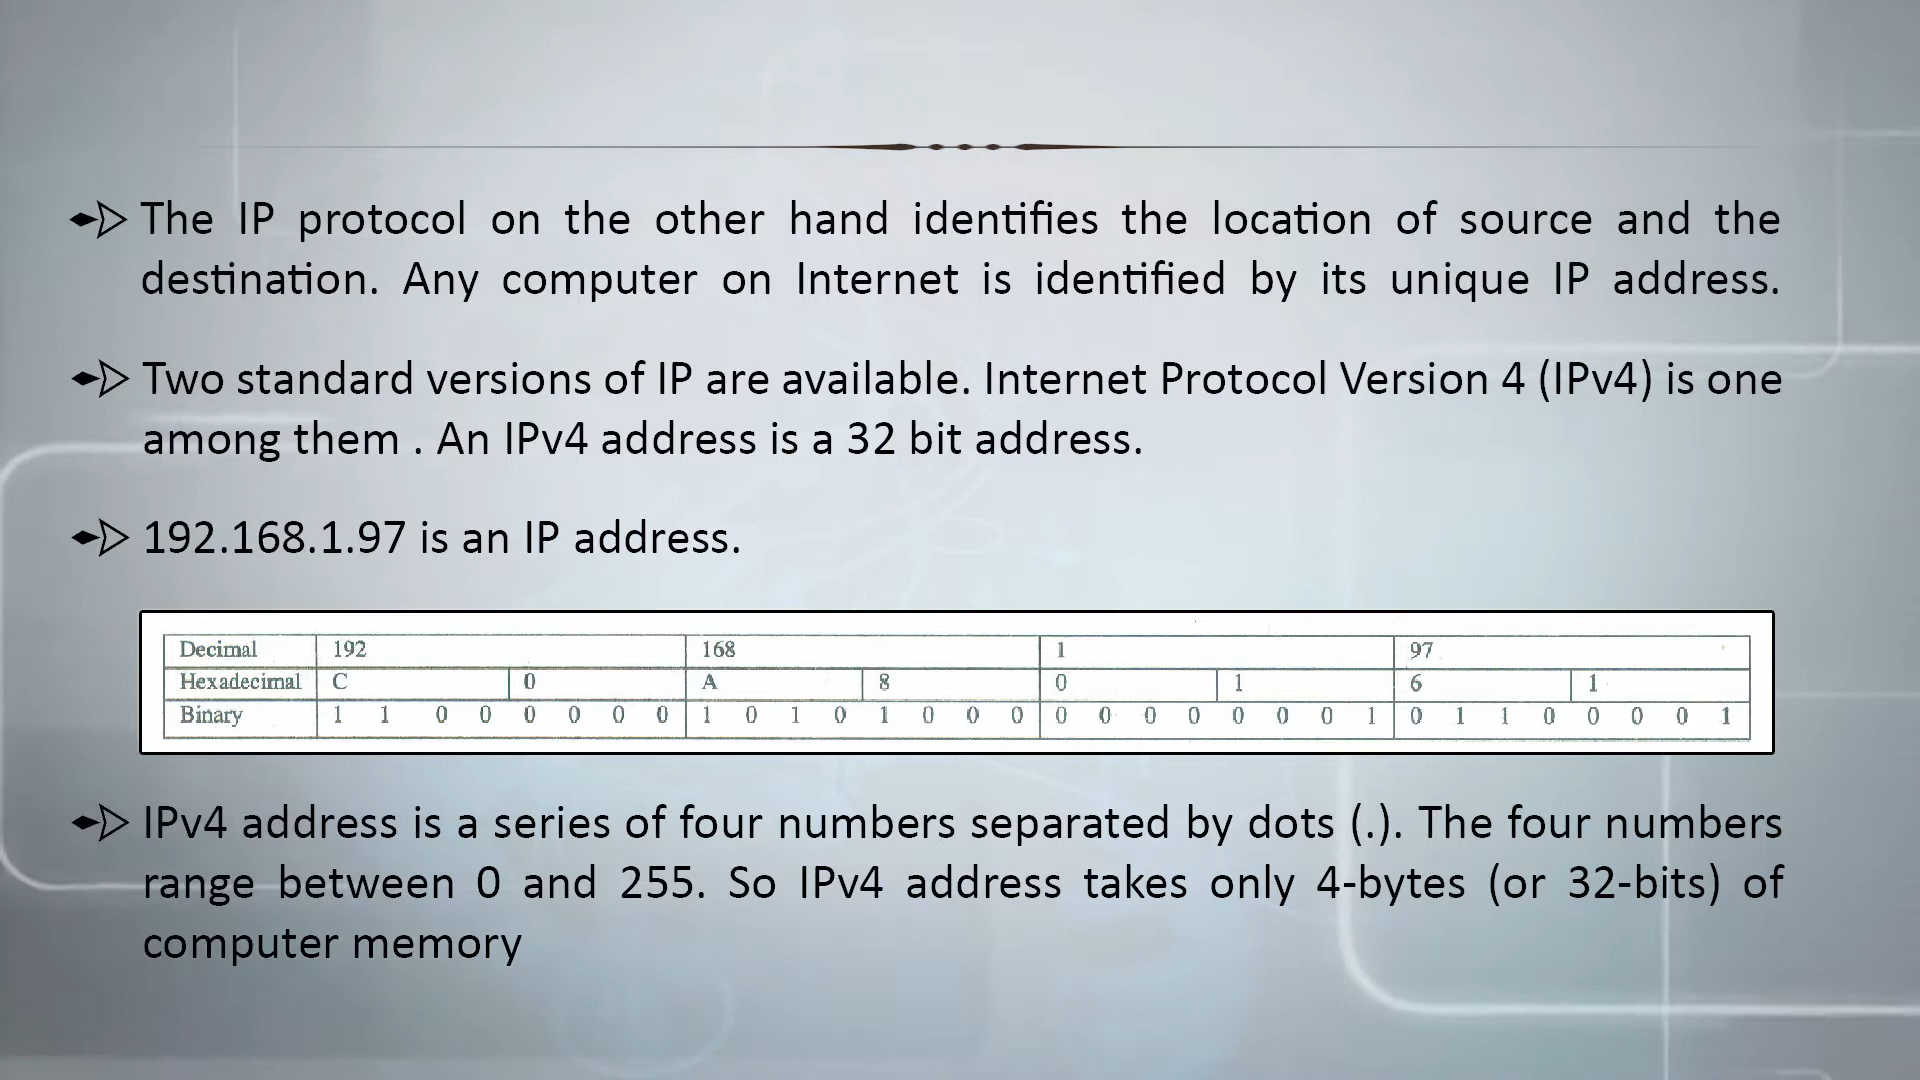 The IP protocol on the other hand identifies the location of source and the
destination. Any computer on Internet is identified by its unique IP address.
Two standard versions of IP are available. Internet Protocol Version 4 (IPv4) is one
among them . An IPv4 address is a 32 bit address.
192.168.1.97 is an IP address.
Decimal 192 168 1 97
Hexadecimal C 0 A 8 0 1 6 1
Binary 1 1 0 0 0 0 0 0 1 0 1 0 1 0 0 0 0 0 0 0 0 0 0 1 0 1 1 0 0 0 0 1
IPv4 address is a series of four numbers separated by dots (.). The four numbers
range between 0 and 255. So IPv4 address takes only 4-bytes (or 32-bits) of
computer memory